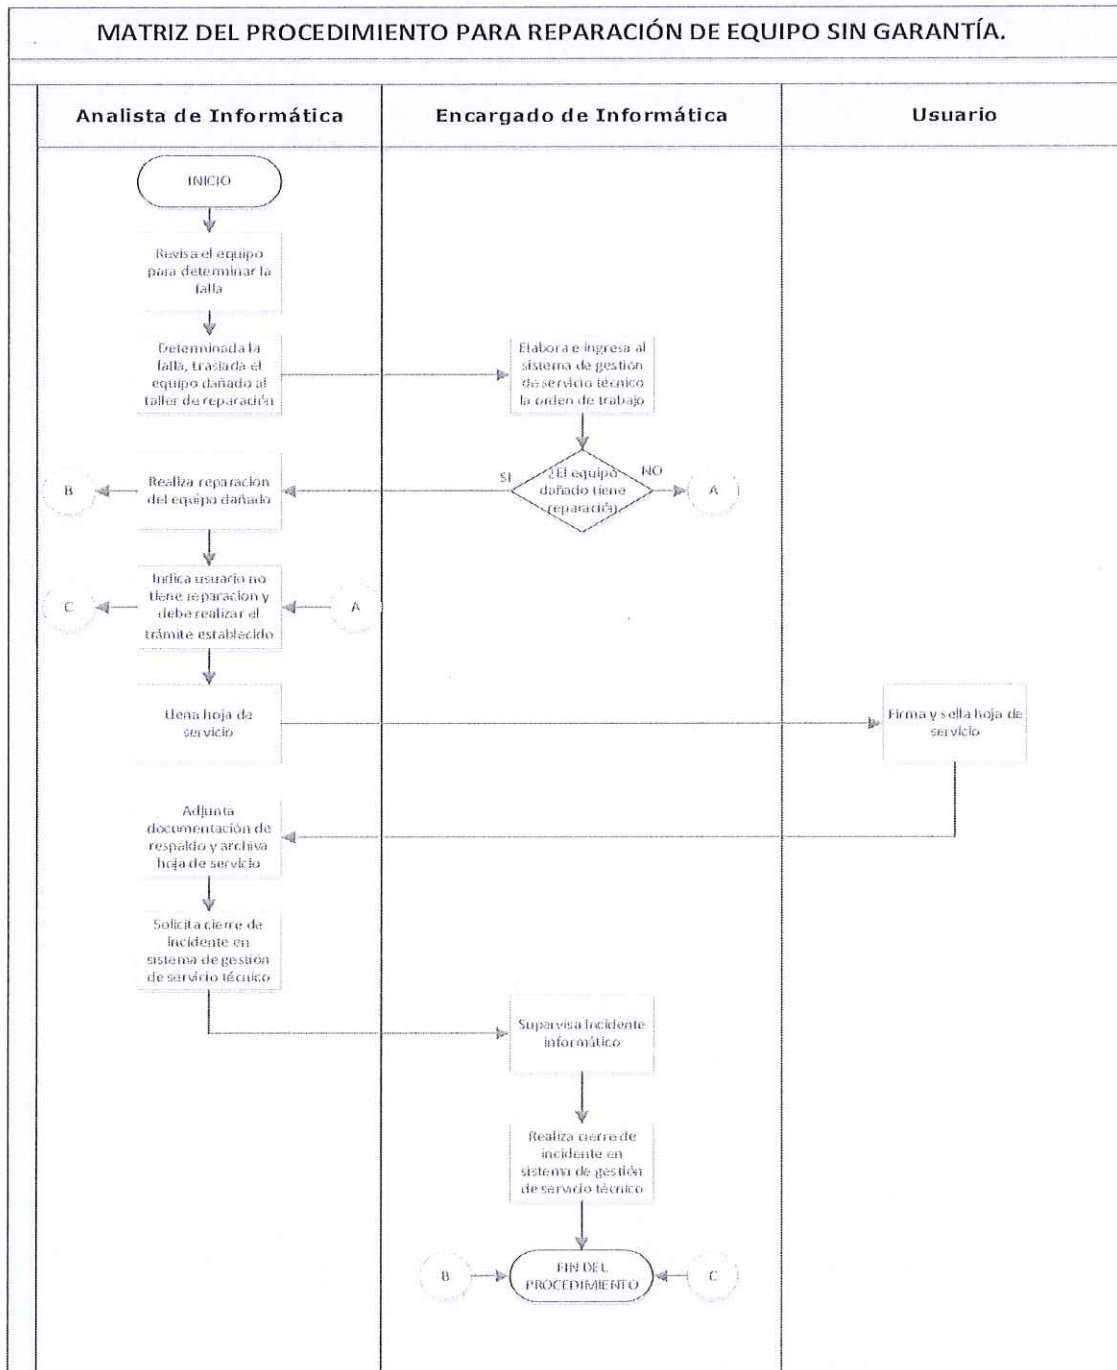 MATRIZ DEL PROCEDIMIENTO PARA REPARACIÓN DE EQUIPO SIN GARANTÍA.
Analista de Informática
Encargado de Informática
Usuario
INICIO
Revisa el equipo
para determinar la
falla
Determinada la
falla, traslada el
equipo dañado al
taller de reparación
Elabora e ingresa al
sistema de gestión
de servicio técnico
la orden de trabajo
¿El equipo
dañado tiene
reparación
SI
NO
A
Realiza reparación
del equipo dañado
B
Indica usuario no
tiene reparacion y
debe realizar el
trámite establecido
C
A
Llena hoja de
servicio
Firma y sella hoja de
servicio
Adjunta
documentación de
respaldo y archiva
hoja de servicio
Solicita cierre de
incidente en
sistema de gestión
de servicio técnico
Supervisa Incidente
informático
Realiza cierre de
incidente en
sistema de gestión
de servicio técnico
B
FIN DEL
PROCEDIMIENTO
C